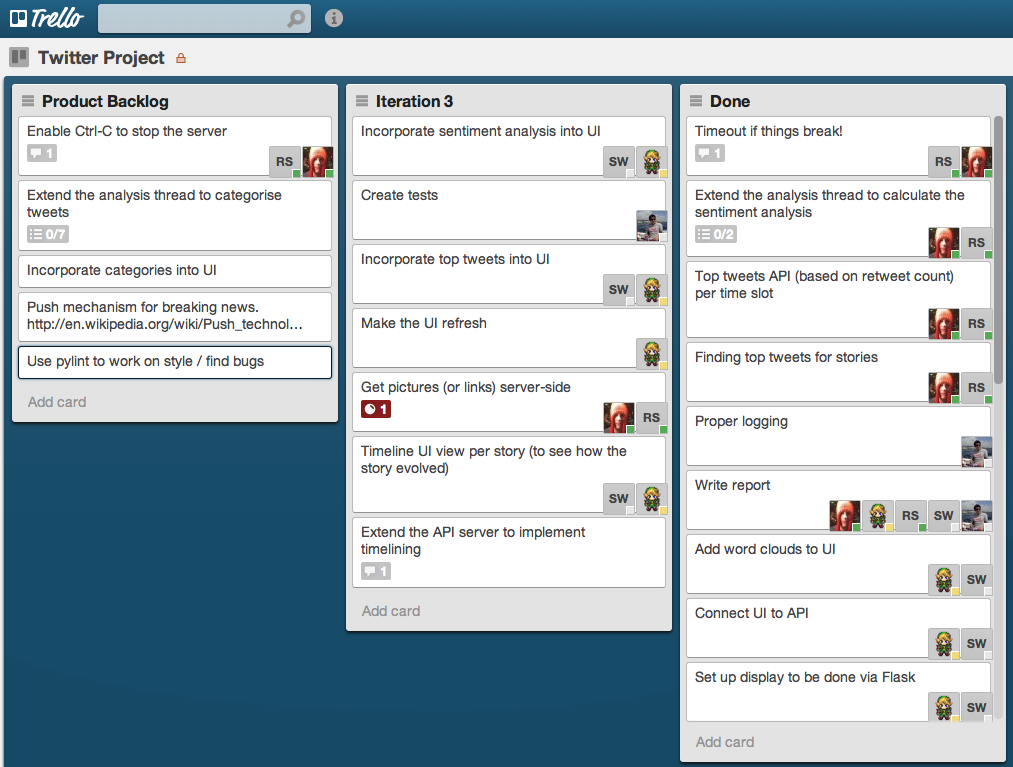 Trello
Twitter Project
Product Backlog
Enable Ctrl-C to stop the server
1
RS
Extend the analysis thread to categorise
tweets
0/7
Incorporate categories into UI
Push mechanism for breaking news.
http://en.wikipedia.org/wiki/Push_technol...
Use pylint to work on style / find bugs
Add card
Iteration 3
Incorporate sentiment analysis into UI
SW
Create tests
Incorporate top tweets into UI
SW
Make the UI refresh
Get pictures (or links) server-side
1
RS
Timeline UI view per story (to see how the
story evolved)
SW
Extend the API server to implement
timelining
1
Add card
Done
Timeout if things break!
1
RS
Extend the analysis thread to calculate the
sentiment analysis
0/2
RS
Top tweets API (based on retweet count)
per time slot
RS
Finding top tweets for stories
RS
Proper logging
Write report
RS SW
Add word clouds to UI
SW
Connect UI to API
SW
Set up display to be done via Flask
SW
Add card